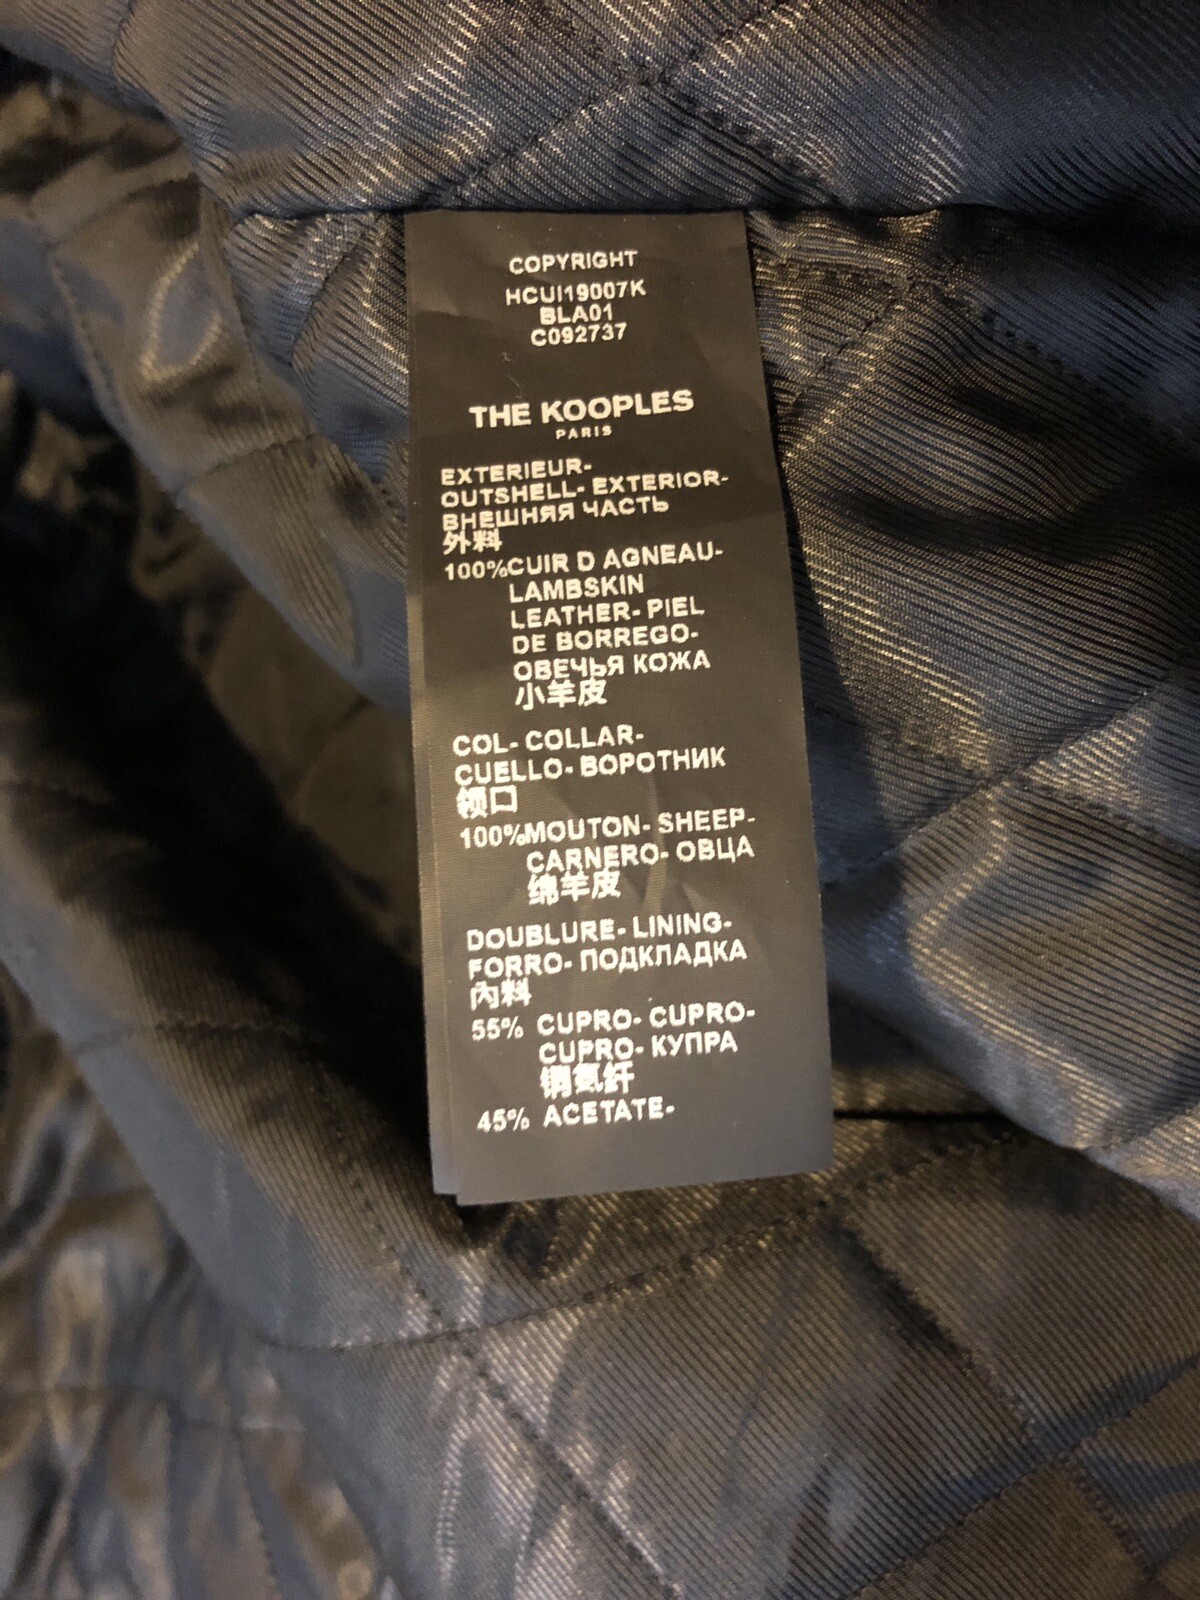 COPYRIGHT
HCUI19007K
BLA01
C092737
THE KOOPLES
PARIS
EXTERIEUR-
OUTSHELL- EXTERIOR-
ВНЕШНЯЯ ЧАСТЬ
外料
100%CUIR D AGNEAU-
LAMBSKIN
LEATHER- PIEL
DE BORREGO-
ОВЕЧЬЯ КОЖА
小羊皮
COL- COLLAR-
CUELLO- ВОРОТНИК
领口
100%MOUTON- SHEEP-
CARNERO- ОВЦА
绵羊皮
DOUBLURE- LINING-
FORRO- ПОДКЛАДКА
内料
55% CUPRO- CUPRO-
CUPRO- КУПРА
铜氨纤
45% ACETATE-